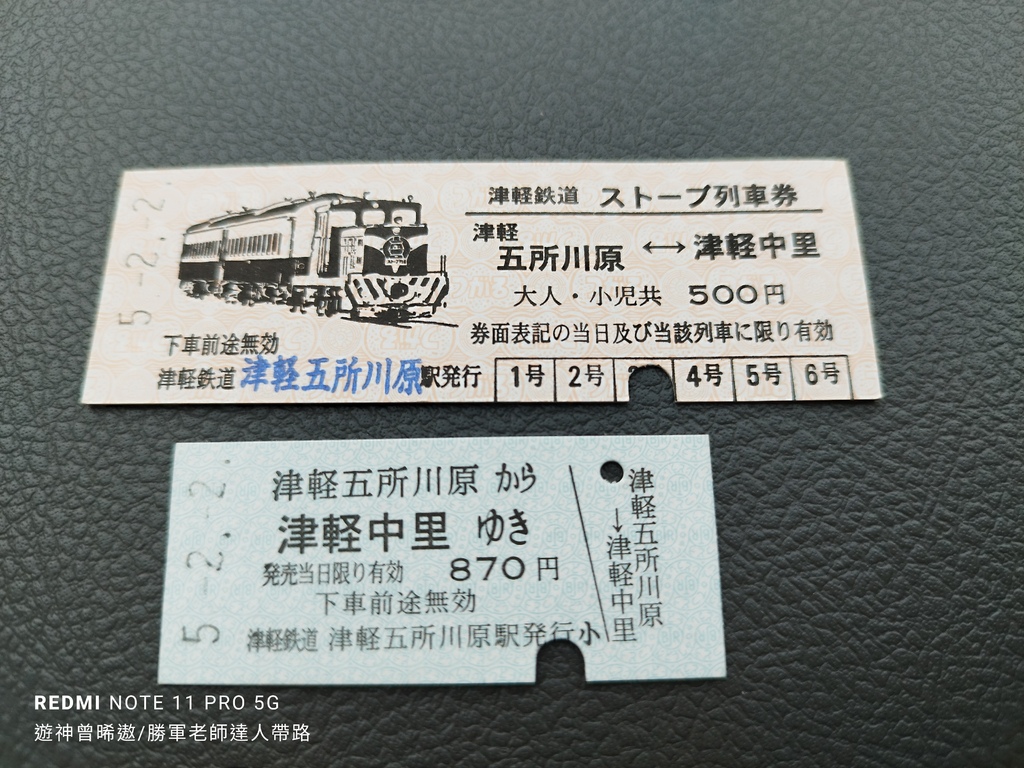 5.-2.-2
津軽鉄道 ストーブ列車券
津軽
五所川原 ↔ 津軽中里
大人・小児共 500円
券面表記の当日及び当該列車に限り有効
下車前途無効
津軽鉄道 津軽五所川原駅発行
1号 2号 4号 5号 6号
5.-2.-2.
津軽五所川原 から
津軽中里 ゆき
発売当日限り有効 870円
下車前途無効
津軽鉄道 津軽五所川原駅発行 小
津軽五所川原
→津軽中里
REDMI NOTE 11 PRO 5G
遊神曾晞遨/勝軍老師達人帶路